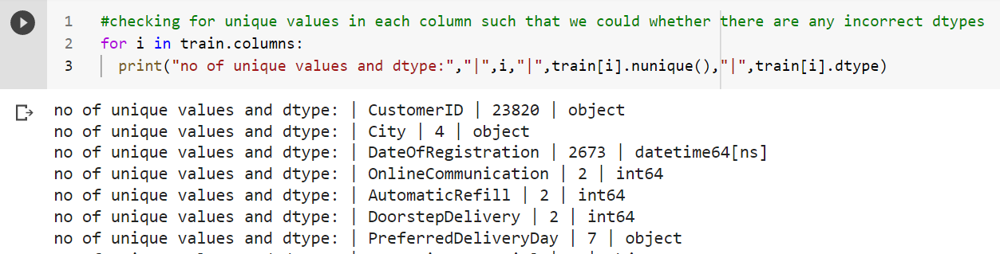 1 #checking for unique values in each column such that we could whether there are any incorrect dtypes
2 for i in train.columns:
3 print("no of unique values and dtype:","|",i,"|",train[i].nunique(),"|",train[i].dtype)
no of unique values and dtype: | CustomerID | 23820 | object
no of unique values and dtype: | City | 4 | object
no of unique values and dtype: | DateOfRegistration | 2673 | datetime64[ns]
no of unique values and dtype: | OnlineCommunication | 2 | int64
no of unique values and dtype: | AutomaticRefill | 2 | int64
no of unique values and dtype: | DoorstepDelivery | 2 | int64
no of unique values and dtype: | PreferredDeliveryDay | 7 | object